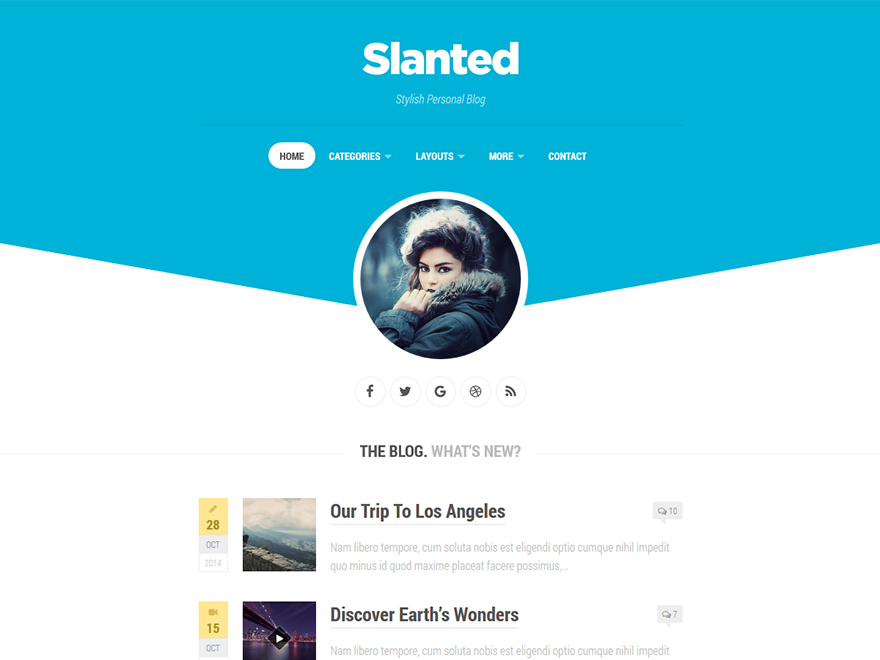 Slanted
Stylish Personal Blog
HOME CATEGORIES LAYOUTS MORE CONTACT
THE BLOG. WHAT'S NEW?
28
OCT
2014
Our Trip To Los Angeles
10
Nam libero tempore, cum soluta nobis est eligendi optio cumque nihil impedit
quo minus id quod maxime placeat facere possimus,...
15
OCT
Discover Earth’s Wonders
7
Nam libero tempore, cum soluta nobis est eligendi optio cumque nihil impedit